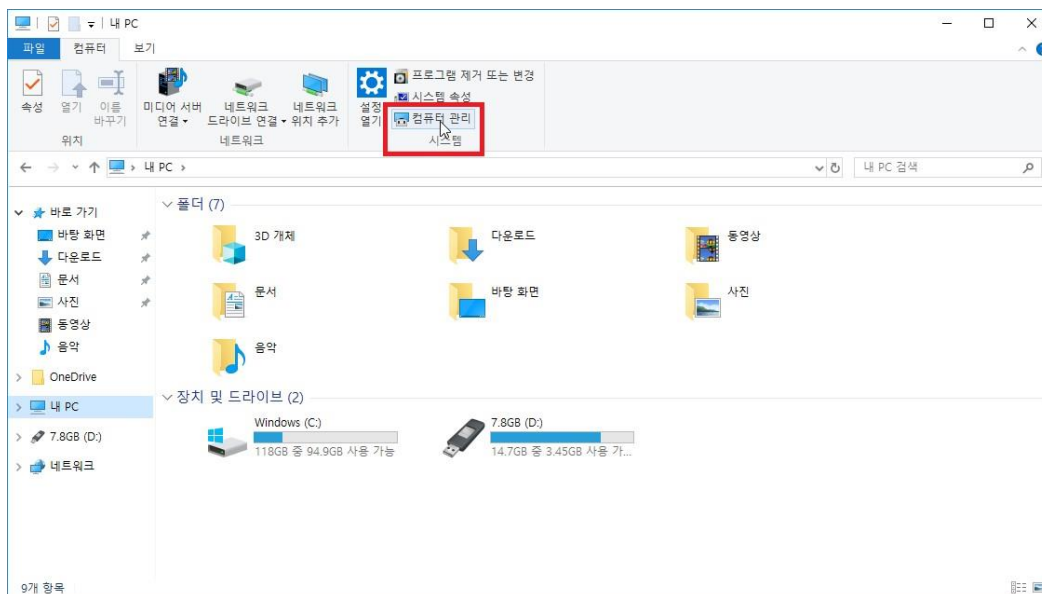 내 PC
파일 컴퓨터 보기
속성
열기
이름 바꾸기
위치
미디어 서버 연결
네트워크 드라이브 연결
네트워크 위치 추가
네트워크
설정 열기
프로그램 제거 또는 변경
시스템 속성
컴퓨터 관리
시스템
내 PC
내 PC 검색
바로 가기
바탕 화면
다운로드
문서
사진
동영상
음악
OneDrive
내 PC
7.8GB (D:)
네트워크
폴더 (7)
3D 개체
다운로드
동영상
문서
바탕 화면
사진
음악
장치 및 드라이브 (2)
Windows (C:)
118GB 중 94.9GB 사용 가능
7.8GB (D:)
14.7GB 중 3.45GB 사용 가...
9개 항목